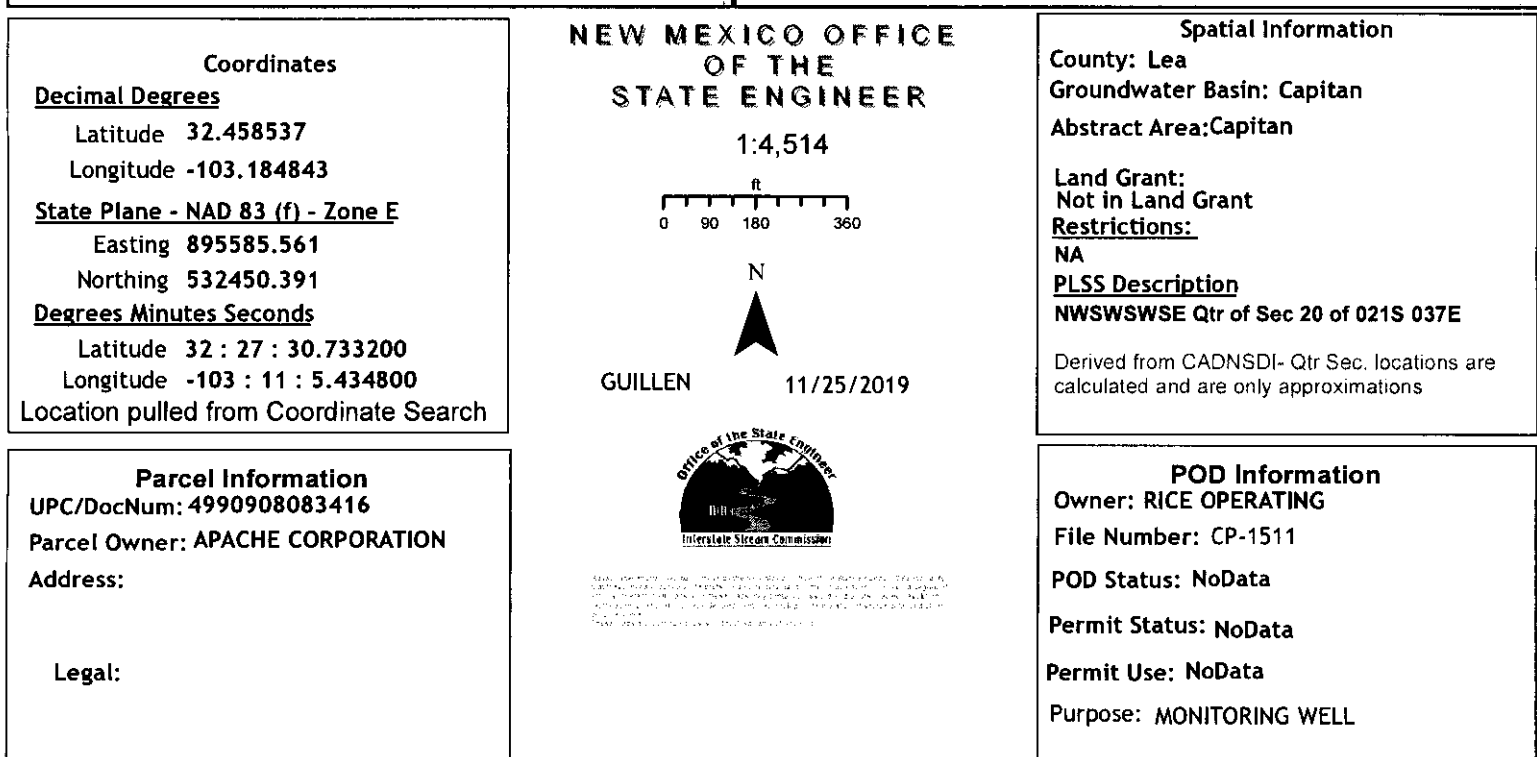 Coordinates
Decimal Degrees
Latitude 32.458537
Longitude -103.184843
State Plane - NAD 83 (f) - Zone E
Easting 895585.561
Northing 532450.391
Degrees Minutes Seconds
Latitude 32 : 27 : 30.733200
Longitude -103 : 11 : 5.434800
Location pulled from Coordinate Search
Parcel Information
UPC/DocNum: 4990908083416
Parcel Owner: APACHE CORPORATION
Address:
Legal:
NEW MEXICO OFFICE
OF THE
STATE ENGINEER
1:4,514
ft
0 90 180 360
N
GUILLEN 11/25/2019
Office of the State Engineer
Interstate Stream Commission
Spatial Information
County: Lea
Groundwater Basin: Capitan
Abstract Area:Capitan
Land Grant:
Not in Land Grant
Restrictions:
NA
PLSS Description
NWSWSWSE Qtr of Sec 20 of 021S 037E
Derived from CADNSDI- Qtr Sec. locations are
calculated and are only approximations
POD Information
Owner: RICE OPERATING
File Number: CP-1511
POD Status: NoData
Permit Status: NoData
Permit Use: NoData
Purpose: MONITORING WELL